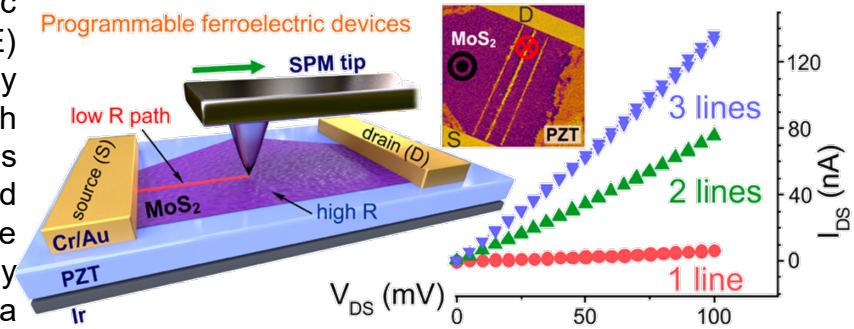 c
E)
y
h
s
d
e
y
a
Programmable ferroelectric devices
SPM tip
low R path
source (S)
drain (D)
MoS2
high R
Cr/Au
PZT
Ir
D
MoS2
S
PZT
120
80
40
0
IDS (nA)
3 lines
2 lines
1 line
VDS (mV)
0
50
100